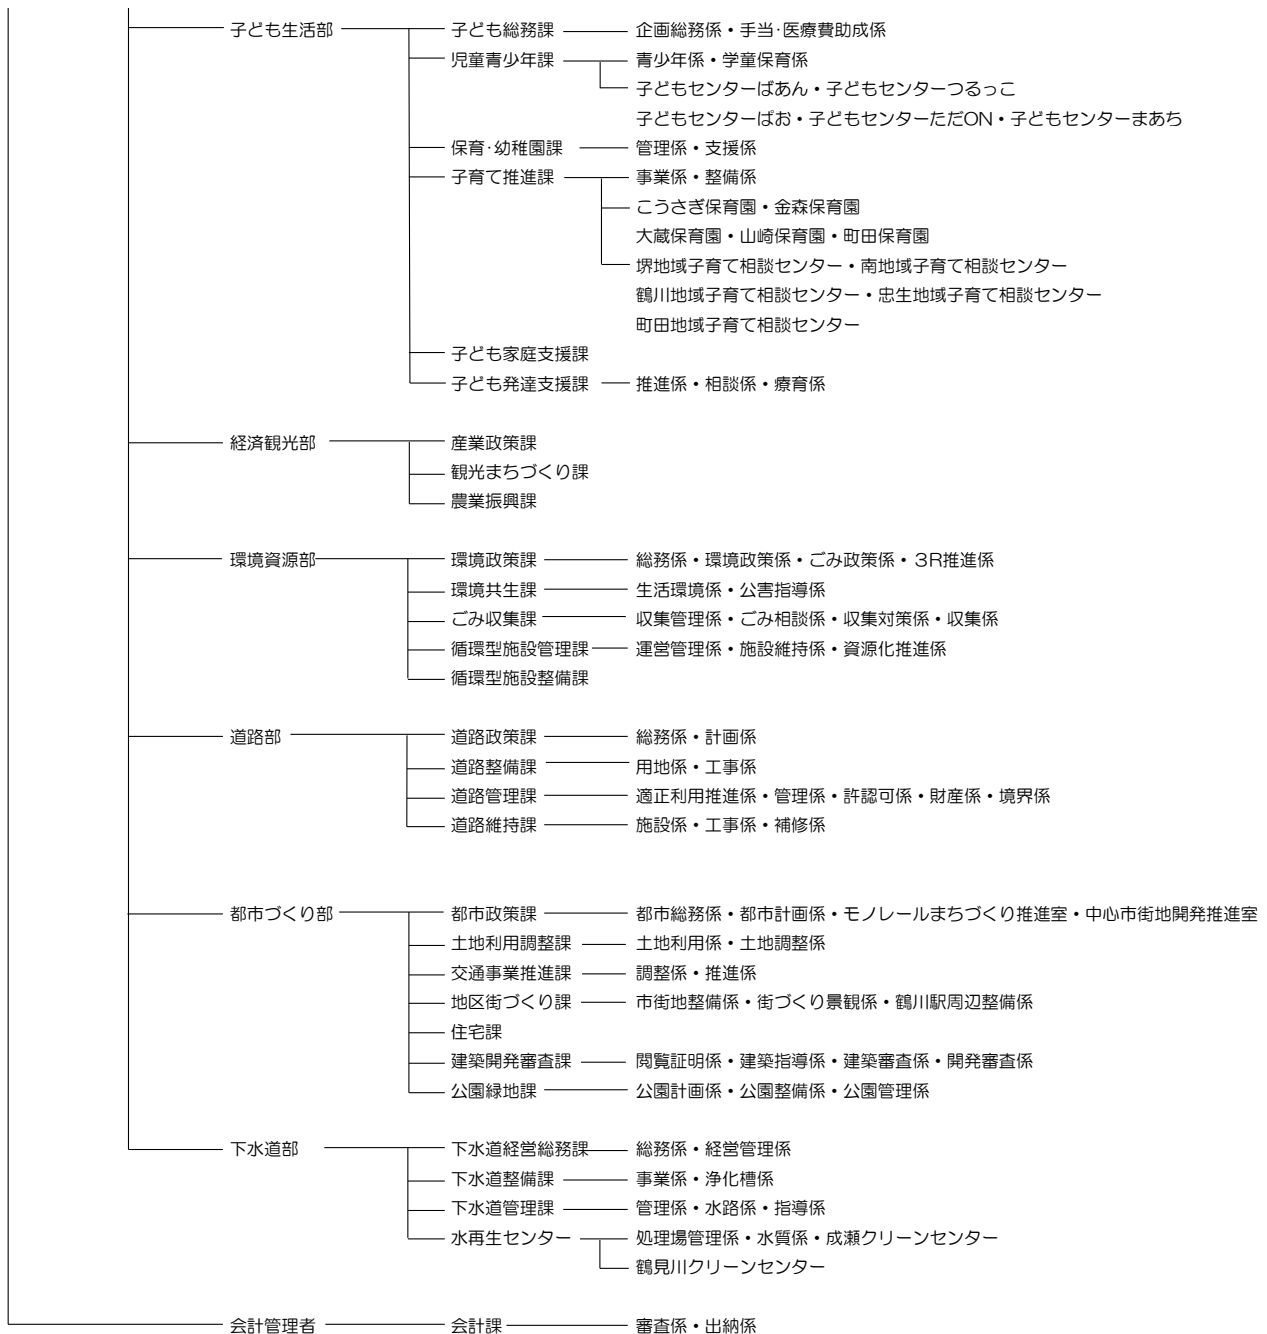 子ども生活部 子ども総務課 企画総務係・手当・医療費助成係
児童青少年課 青少年係・学童保育係
子どもセンターばあん・子どもセンターつるっこ
子どもセンターぱお・子どもセンターただON・子どもセンターまあち
保育・幼稚園課 管理係・支援係
子育て推進課 事業係・整備係
こうさぎ保育園・金森保育園
大蔵保育園・山崎保育園・町田保育園
堺地域子育て相談センター・南地域子育て相談センター
鶴川地域子育て相談センター・忠生地域子育て相談センター
町田地域子育て相談センター
子ども家庭支援課
子ども発達支援課 推進係・相談係・療育係
経済観光部 産業政策課
観光まちづくり課
農業振興課
環境資源部 環境政策課 総務係・環境政策係・ごみ政策係・3R推進係
環境共生課 生活環境係・公害指導係
ごみ収集課 収集管理係・ごみ相談係・収集対策係・収集係
循環型施設管理課 運営管理係・施設維持係・資源化推進係
循環型施設整備課
道路部 道路政策課 総務係・計画係
道路整備課 用地係・工事係
道路管理課 適正利用推進係・管理係・許認可係・財産係・境界係
道路維持課 施設係・工事係・補修係
都市づくり部 都市政策課 都市総務係・都市計画係・モノレールまちづくり推進室・中心市街地開発推進室
土地利用調整課 土地利用係・土地調整係
交通事業推進課 調整係・推進係
地区街づくり課 市街地整備係・街づくり景観係・鶴川駅周辺整備係
住宅課
建築開発審査課 閲覧証明係・建築指導係・建築審査係・開発審査係
公園緑地課 公園計画係・公園整備係・公園管理係
下水道部 下水道経営総務課 総務係・経営管理係
下水道整備課 事業係・浄化槽係
下水道管理課 管理係・水路係・指導係
水再生センター 処理場管理係・水質係・成瀬クリーンセンター
鶴見川クリーンセンター
会計管理者 会計課 審査係・出納係